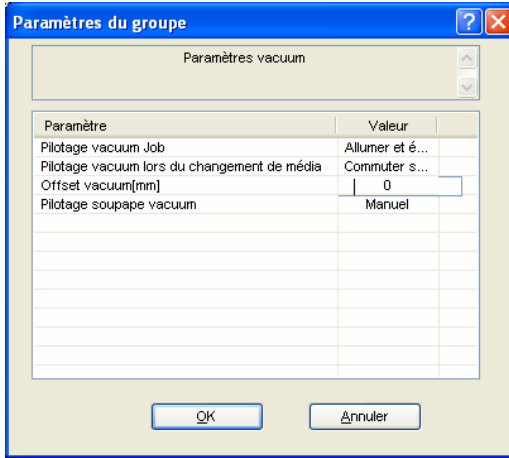 Paramètres du groupe
Paramètres vacuum
Paramètre Valeur
Pilotage vacuum Job Allumer et é...
Pilotage vacuum lors du changement de média Commuter s...
Offset vacuum[mm] 0
Pilotage soupape vacuum Manuel
OK Annuler